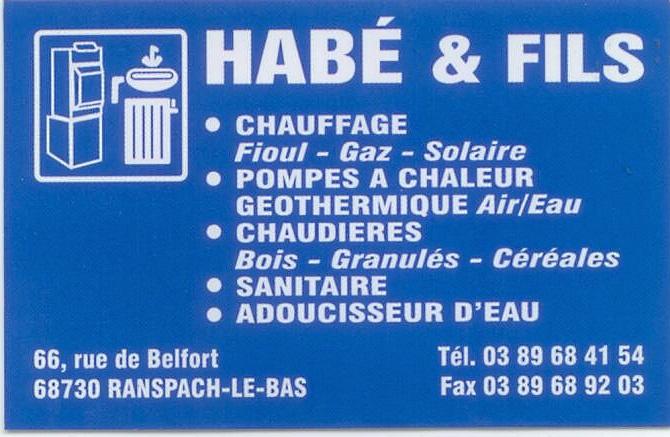 HABÉ & FILS
• CHAUFFAGE
Fioul - Gaz - Solaire
• POMPES A CHALEUR
GEOTHERMIQUE Air/Eau
• CHAUDIERES
Bois - Granulés - Céréales
• SANITAIRE
• ADOUCISSEUR D'EAU
66, rue de Belfort
68730 RANSPACH-LE-BAS
Tél. 03 89 68 41 54
Fax 03 89 68 92 03